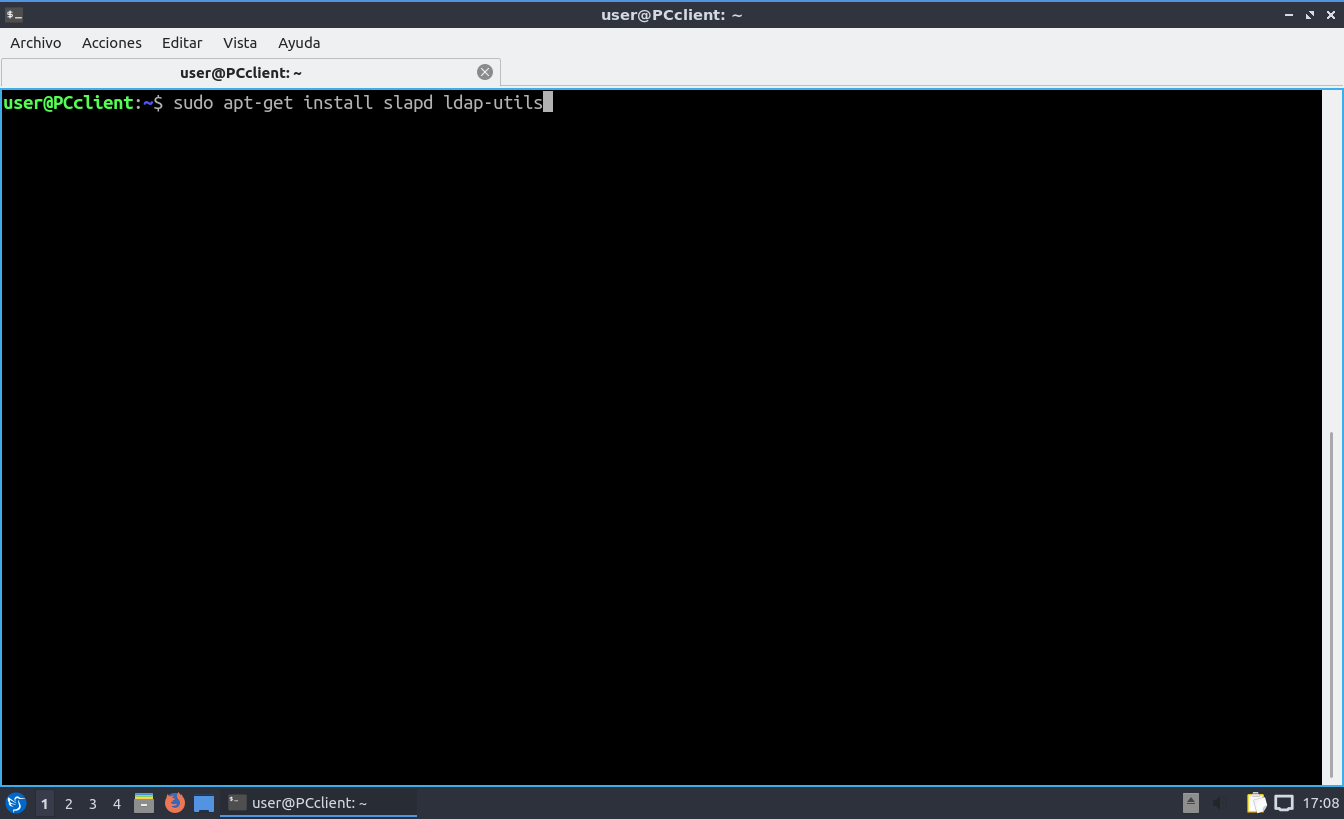 user@PCclient: ~
Archivo Acciones Editar Vista Ayuda
user@PCclient: ~
user@PCclient:~$ sudo apt-get install slapd ldap-utils
1 2 3 4 user@PCclient: ~ 17:08